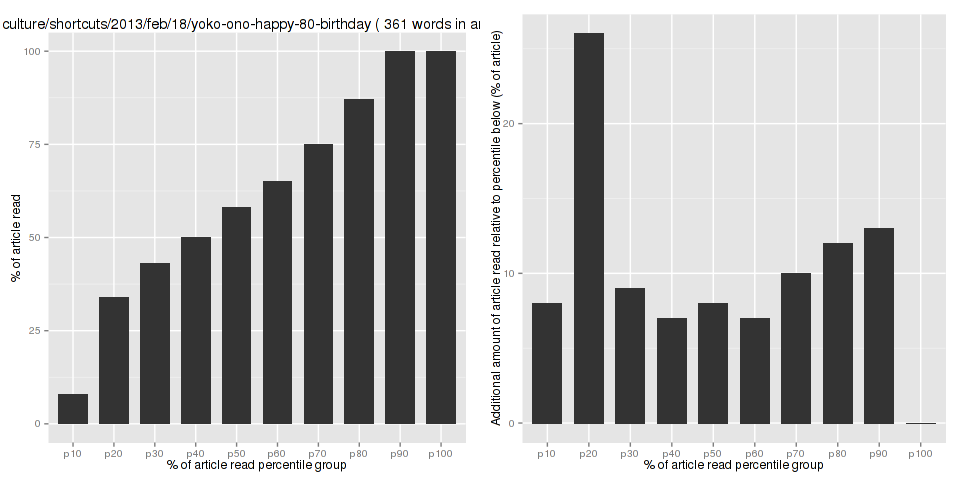 culture/shortcuts/2013/feb/18/yoko-ono-happy-80-birthday ( 361 words in
% of article read
100
75
50
25
0
p10 p20 p30 p40 p50 p60 p70 p80 p90 p100
% of article read percentile group
Additional amount of article read relative to percentile below (% of article)
20
10
0
p10 p20 p30 p40 p50 p60 p70 p80 p90 p100
% of article read percentile group